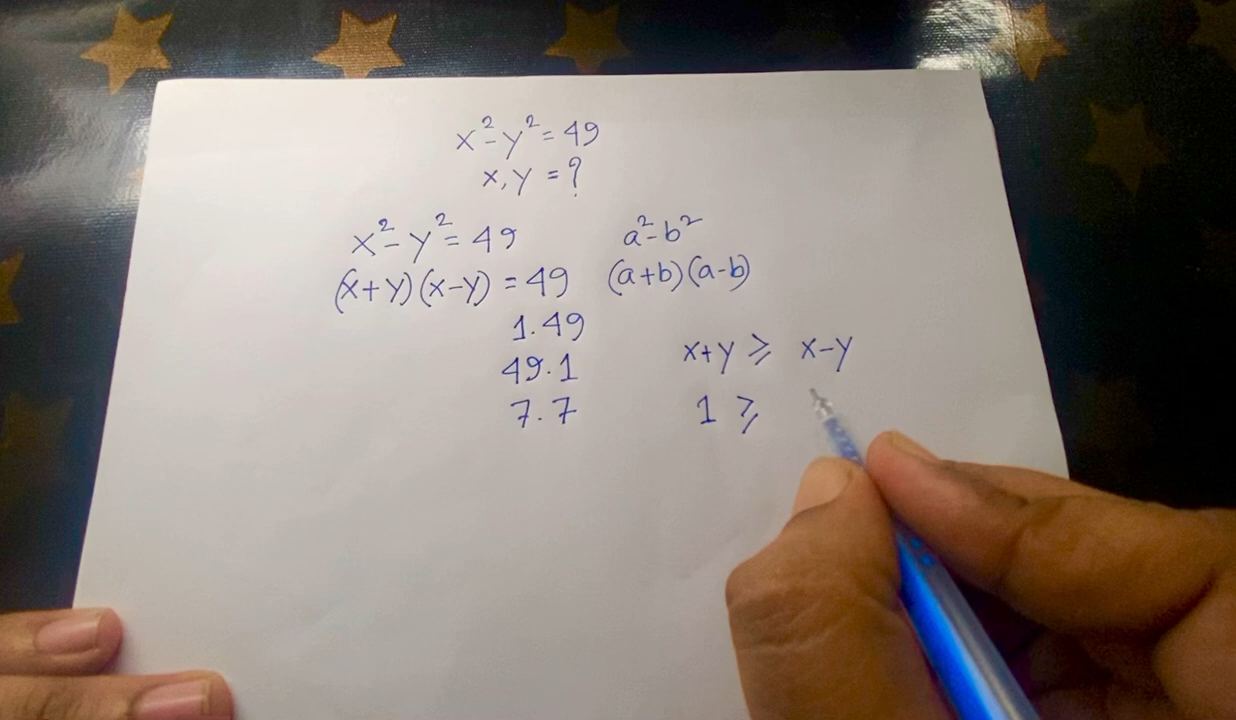 x²-y²=49
x,y=?
x²-y²=49
a²-b²
(x+y)(x-y)=49
(a+b)(a-b)
1.49
49.1
7.7
x+y ⩾ x-y
1 ⩾